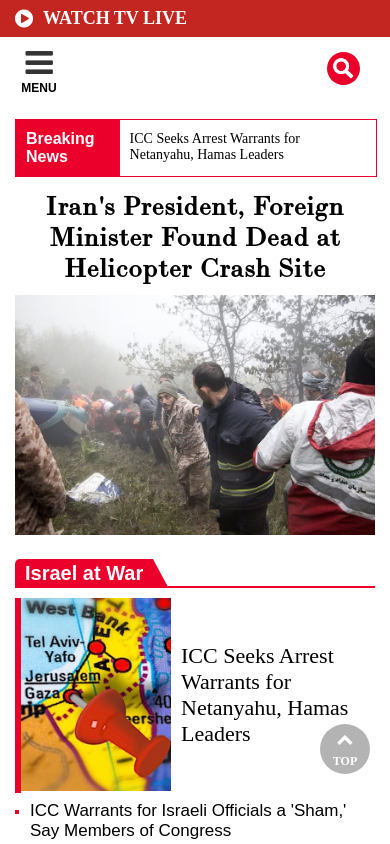 WATCH TV LIVE
MENU
Breaking
News
ICC Seeks Arrest Warrants for
Netanyahu, Hamas Leaders
Iran's President, Foreign
Minister Found Dead at
Helicopter Crash Site
Israel at War
West Bank
Tel Aviv-
Yafo
Jerusalem
Gaza
40
eershe
ICC Seeks Arrest
Warrants for
Netanyahu, Hamas
Leaders
TOP
ICC Warrants for Israeli Officials a 'Sham,'
Say Members of Congress